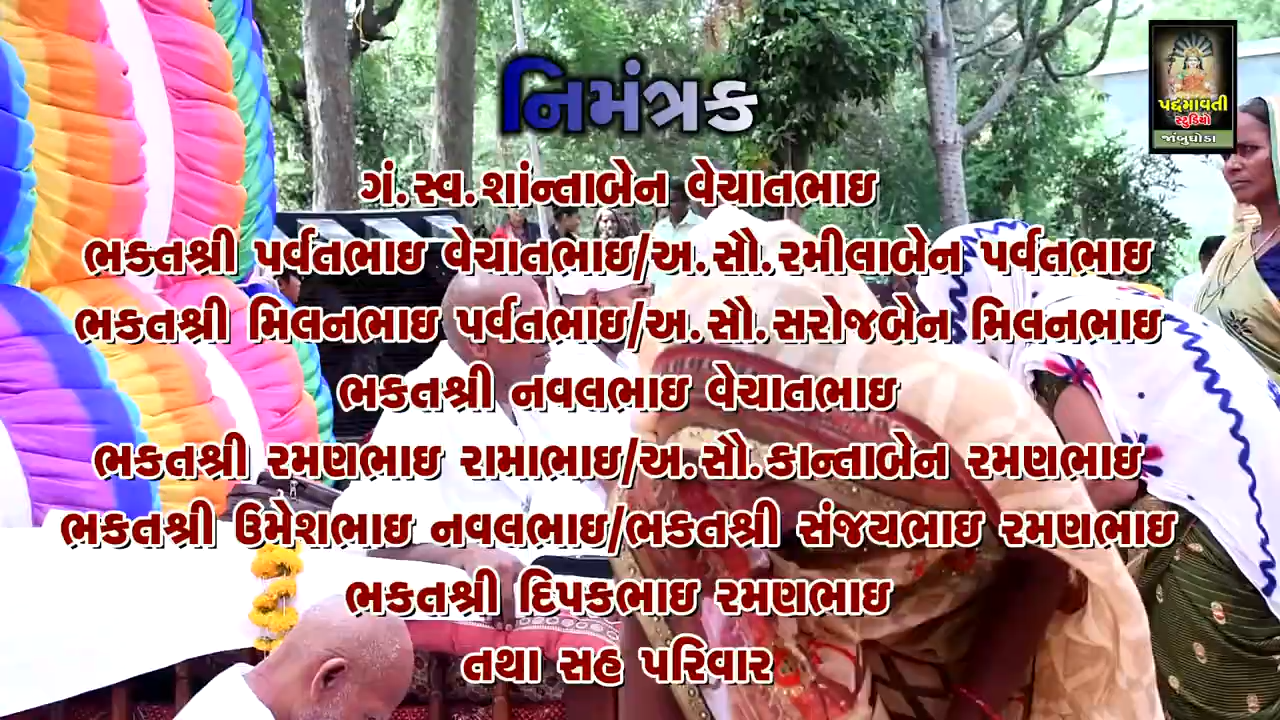 નિમંત્રક
પદ્દમાવતી
સ્ટુડિયો
જાંબુઘોડા
ગં.સ્વ.શાંન્તાબેન વેચાતભાઇ
ભક્તશ્રી પર્વતભાઇ વેચાતભાઇ/અ.સૌ.રમીલાબેન પર્વતભાઇ
ભકતશ્રી મિલનભાઇ પર્વતભાઇ/અ.સૌ.સરોજબેન મિલનભાઇ
ભકતશ્રી નવલભાઇ વેચાતભાઇ
ભકતશ્રી રમણભાઇ રામાભાઇ/અ.સૌ.કાન્તાબેન રમણભાઇ
ભકતશ્રી ઉમેશભાઇ નવલભાઇ/ભકતશ્રી સંજયભાઇ રમણભાઇ
ભકતશ્રી દિપકભાઇ રમણભાઇ
તથા સહ પરિવાર